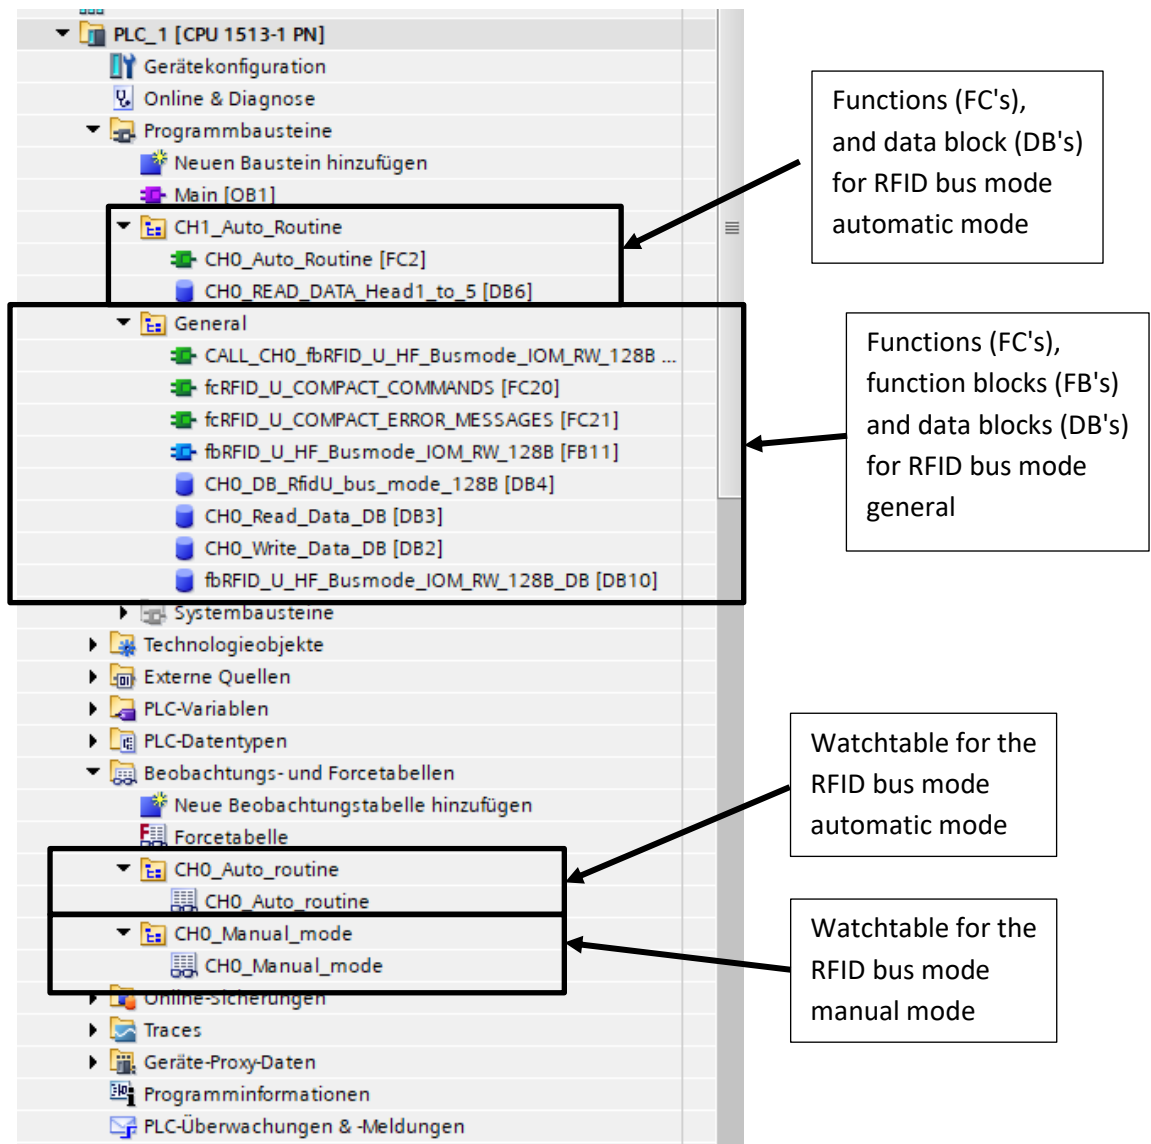 PLC_1 [CPU 1513-1 PN]
Gerätekonfiguration
Online & Diagnose
Programmbausteine
Neuen Baustein hinzufügen
Main [OB1]
CH1_Auto_Routine
CH0_Auto_Routine [FC2]
CH0_READ_DATA_Head1_to_5 [DB6]
General
CALL_CH0_fbRFID_U_HF_Busmode_IOM_RW_128B ...
fcRFID_U_COMPACT_COMMANDS [FC20]
fcRFID_U_COMPACT_ERROR_MESSAGES [FC21]
fbRFID_U_HF_Busmode_IOM_RW_128B [FB11]
CH0_DB_RfidU_bus_mode_128B [DB4]
CH0_Read_Data_DB [DB3]
CH0_Write_Data_DB [DB2]
fbRFID_U_HF_Busmode_IOM_RW_128B_DB [DB10]
Systembausteine
Technologieobjekte
Externe Quellen
PLC-Variablen
PLC-Datentypen
Beobachtungs- und Forcetabellen
Neue Beobachtungstabelle hinzufügen
Forcetabelle
CH0_Auto_routine
CH0_Auto_routine
CH0_Manual_mode
CH0_Manual_mode
Online-Sicherungen
Traces
Geräte-Proxy-Daten
Programminformationen
PLC-Überwachungen & -Meldungen
Functions (FC's),
and data block (DB's)
for RFID bus mode
automatic mode
Functions (FC's),
function blocks (FB's)
and data blocks (DB's)
for RFID bus mode
general
Watchtable for the
RFID bus mode
automatic mode
Watchtable for the
RFID bus mode
manual mode